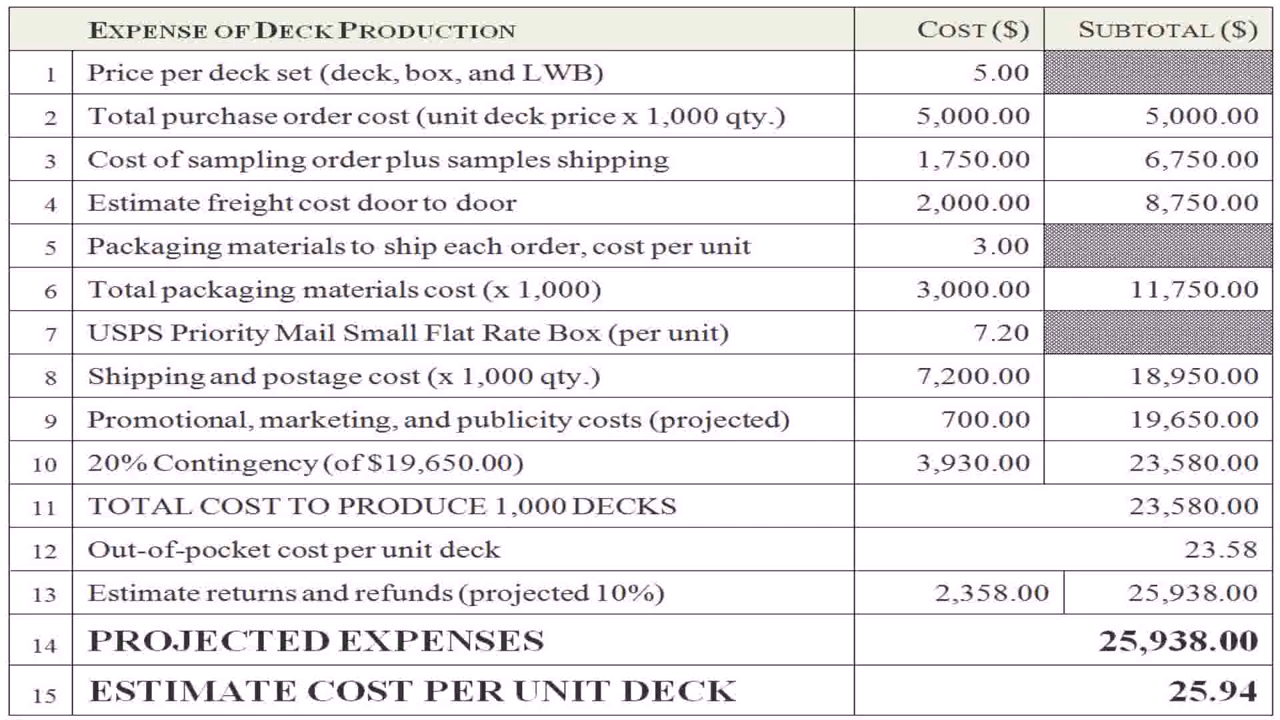 EXPENSE OF DECK PRODUCTION COST ($) SUBTOTAL ($)
1 Price per deck set (deck, box, and LWB) 5.00
2 Total purchase order cost (unit deck price x 1,000 qty.) 5,000.00 5,000.00
3 Cost of sampling order plus samples shipping 1,750.00 6,750.00
4 Estimate freight cost door to door 2,000.00 8,750.00
5 Packaging materials to ship each order, cost per unit 3.00
6 Total packaging materials cost (x 1,000) 3,000.00 11,750.00
7 USPS Priority Mail Small Flat Rate Box (per unit) 7.20
8 Shipping and postage cost (x 1,000 qty.) 7,200.00 18,950.00
9 Promotional, marketing, and publicity costs (projected) 700.00 19,650.00
10 20% Contingency (of $19,650.00) 3,930.00 23,580.00
11 TOTAL COST TO PRODUCE 1,000 DECKS 23,580.00
12 Out-of-pocket cost per unit deck 23.58
13 Estimate returns and refunds (projected 10%) 2,358.00 25,938.00
14 PROJECTED EXPENSES 25,938.00
15 ESTIMATE COST PER UNIT DECK 25.94